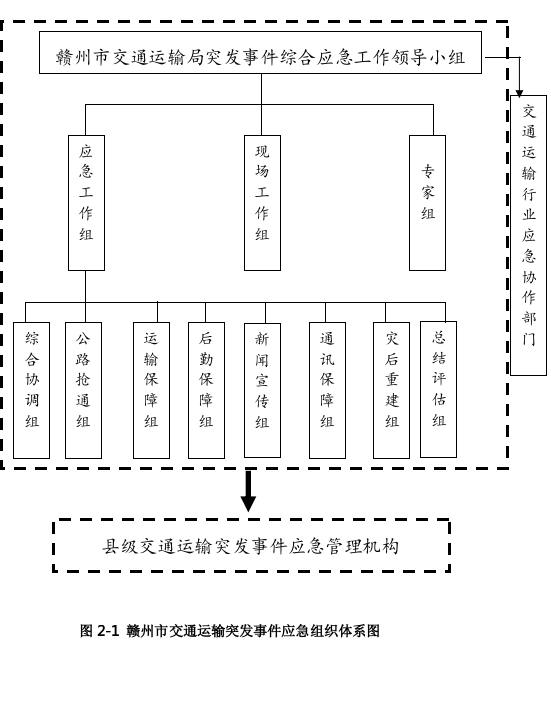 赣州市交通运输局突发事件综合应急工作领导小组
交通运输行业应急协作部门
应急工作组
现场工作组
专家组
综合协调组
公路抢通组
运输保障组
后勤保障组
新闻宣传组
通讯保障组
灾后重建组
总结评估组
县级交通运输突发事件应急管理机构
图 2-1 赣州市交通运输突发事件应急组织体系图